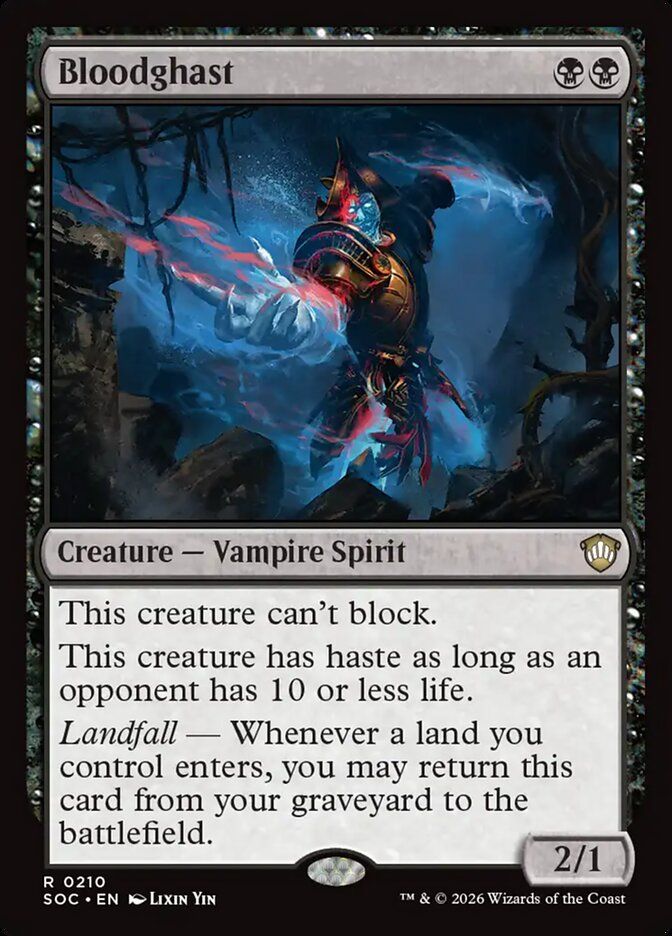 Bloodghast
Creature — Vampire Spirit
This creature can't block.
This creature has haste as long as an
opponent has 10 or less life.
Landfall — Whenever a land you
control enters, you may return this
card from your graveyard to the
battlefield.
2/1
R 0210
SOC • EN Lixin Yin
™ & © 2026 Wizards of the Coast